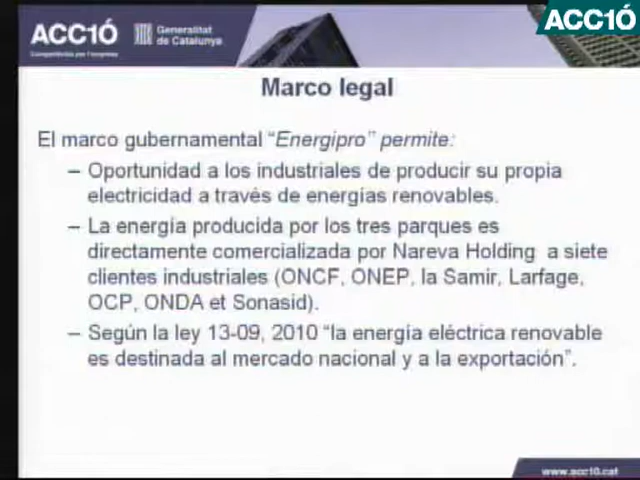 ACC1Ó
Generalitat
de Catalunya
ACC1Ó
Marco legal
El marco gubernamental “Energipro” permite:
– Oportunidad a los industriales de producir su propia
electricidad a través de energías renovables.
– La energía producida por los tres parques es
directamente comercializada por Nareva Holding a siete
clientes industriales (ONCF, ONEP, la Samir, Larfage,
OCP, ONDA et Sonasid).
– Según la ley 13-09, 2010 “la energía eléctrica renovable
es destinada al mercado nacional y a la exportación”.
www.acc10.cat